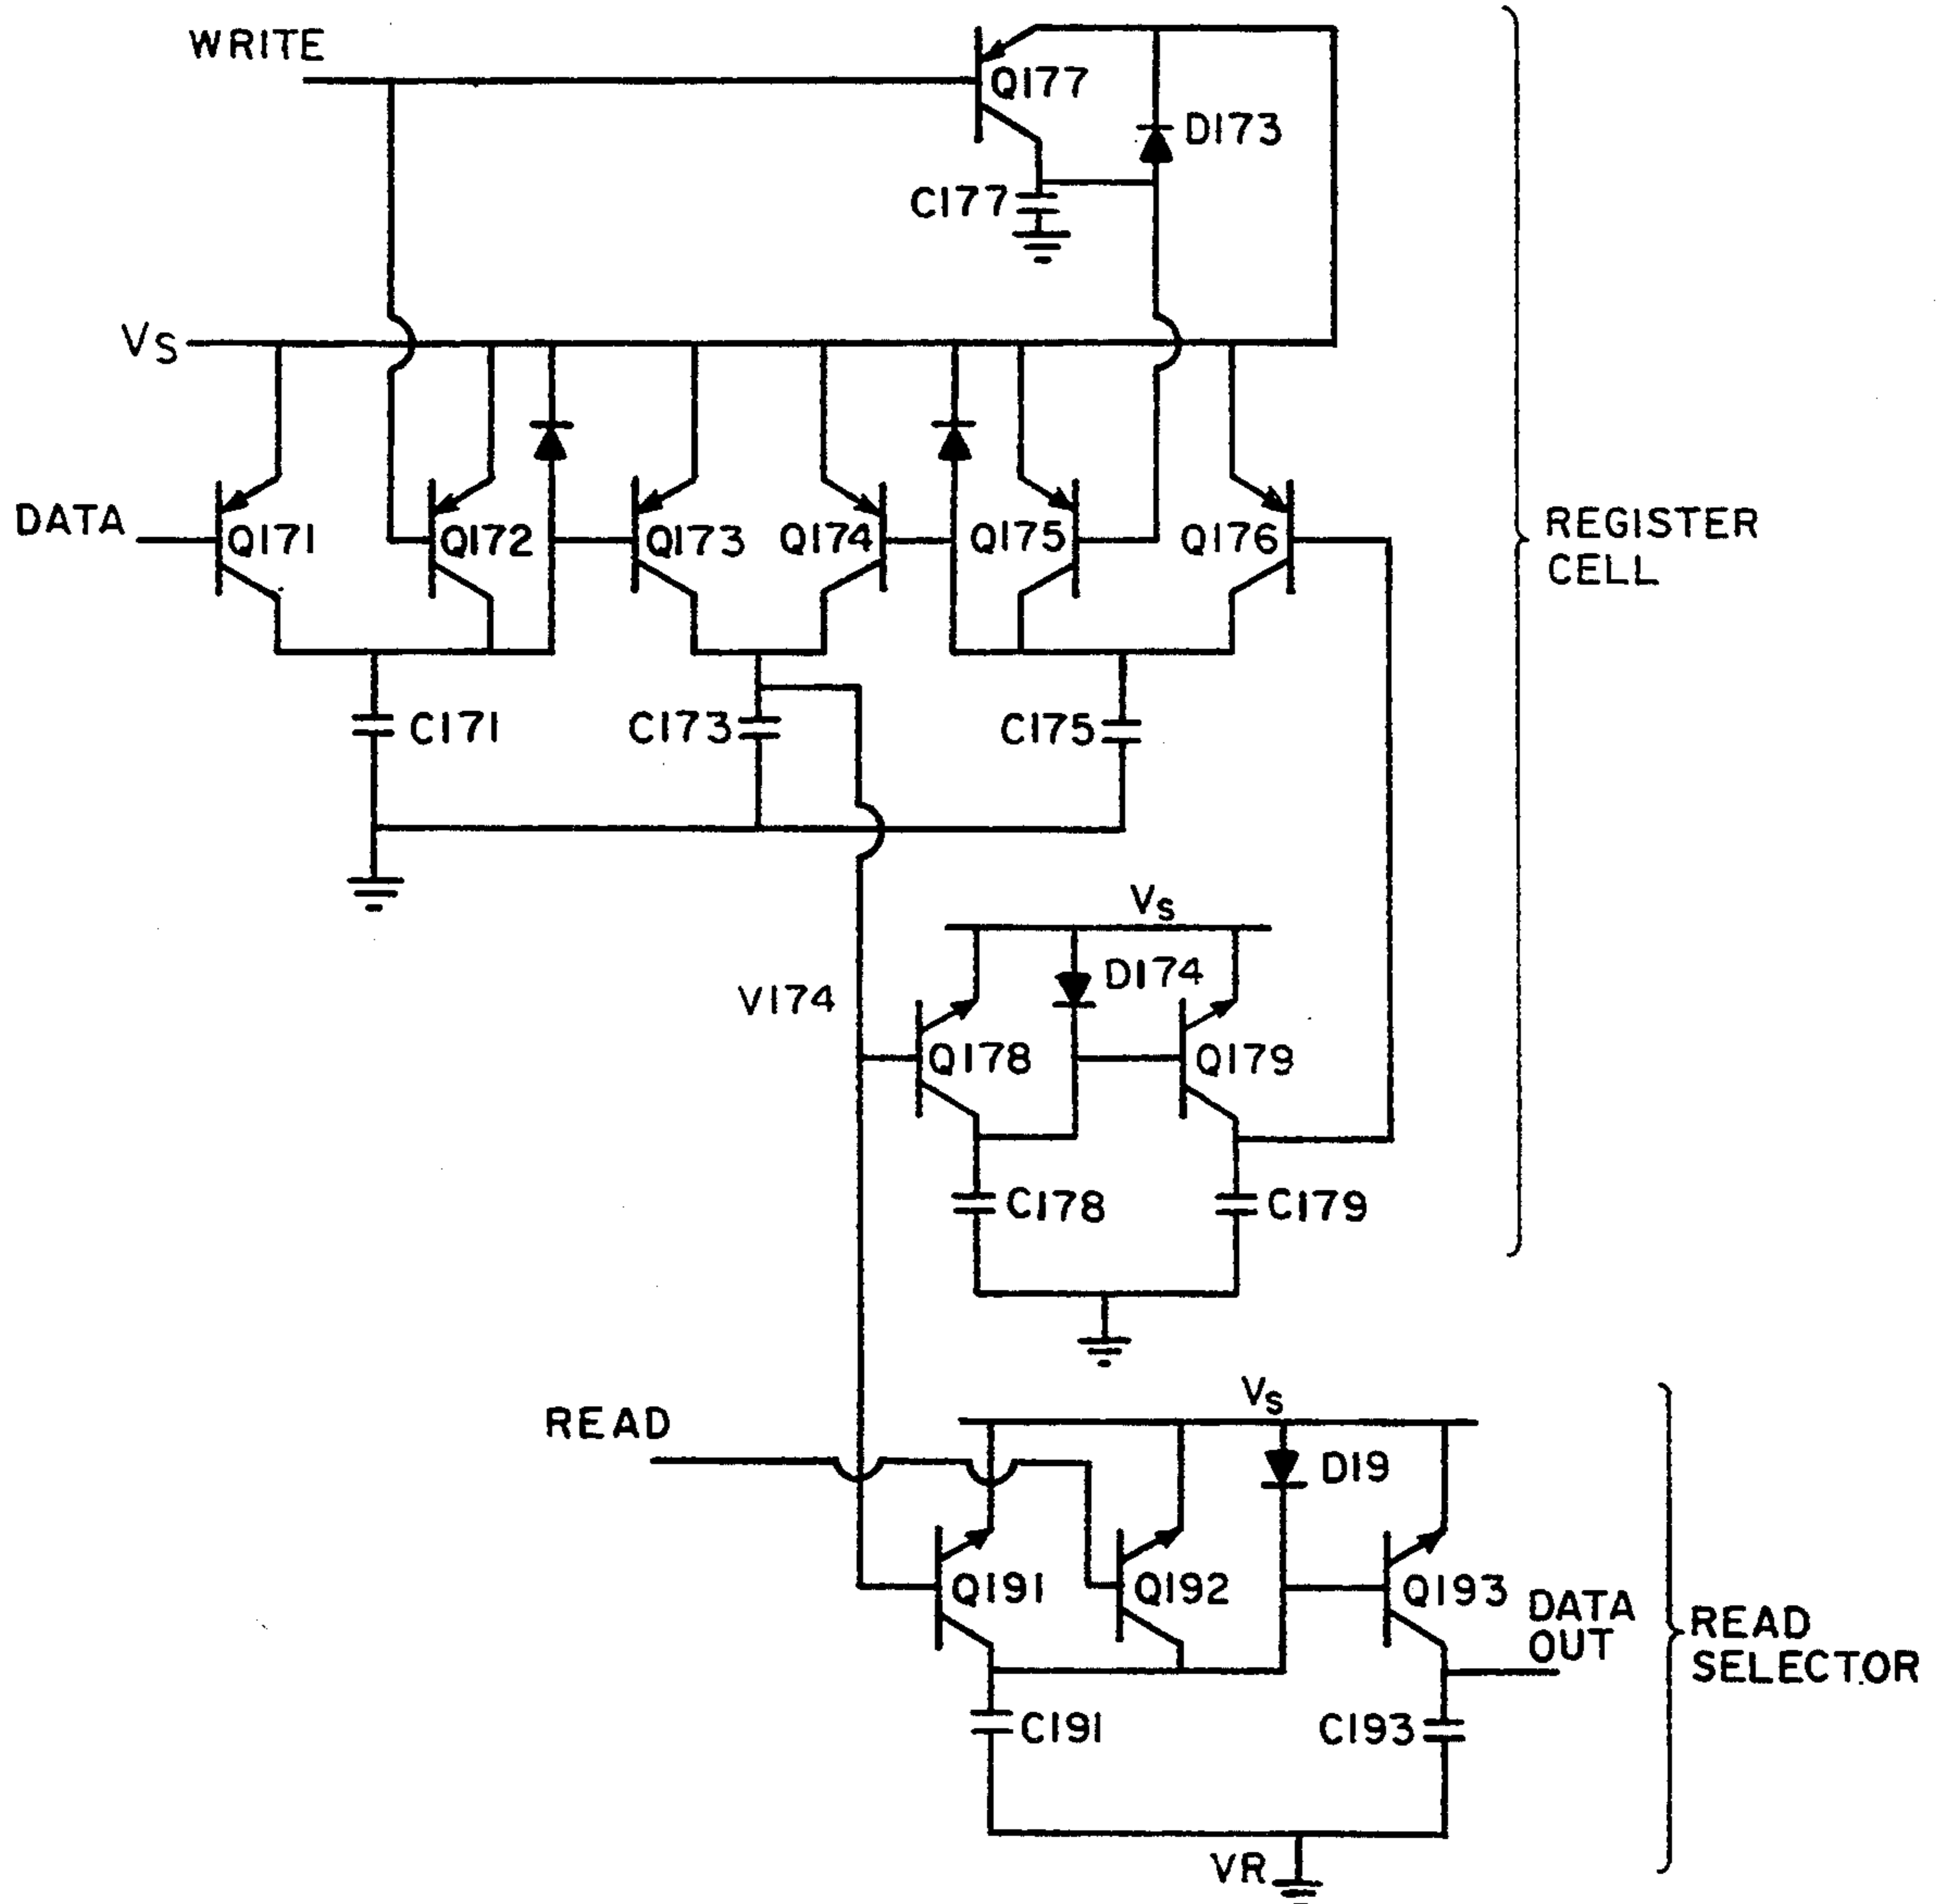 WRITE
Q177
D173
C177
VS
DATA
Q171
Q172
Q173
Q174
Q175
Q176
REGISTER
CELL
C171
C173
C175
VS
V174
D174
Q178
Q179
C178
C179
READ
VS
D19
Q191
Q192
Q193
DATA
OUT
READ
SELECTOR
C191
C193
VR